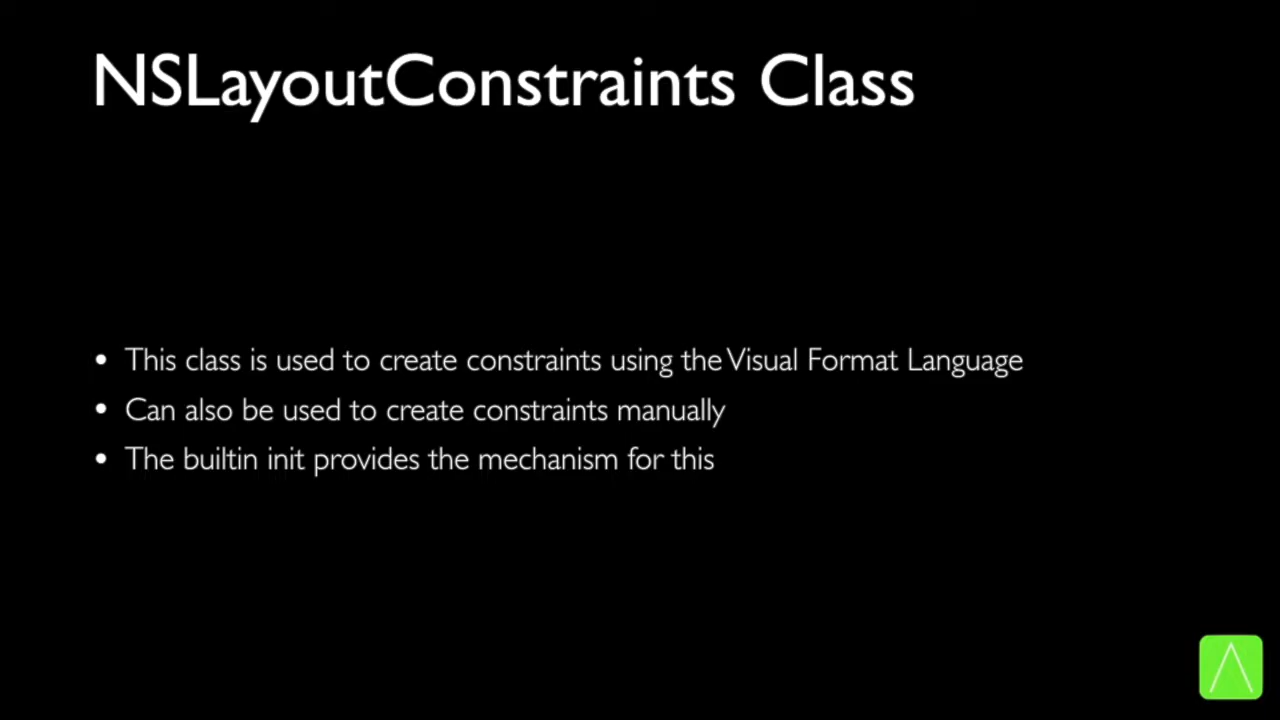 NSLayoutConstraints Class
• This class is used to create constraints using the Visual Format Language
• Can also be used to create constraints manually
• The builtin init provides the mechanism for this